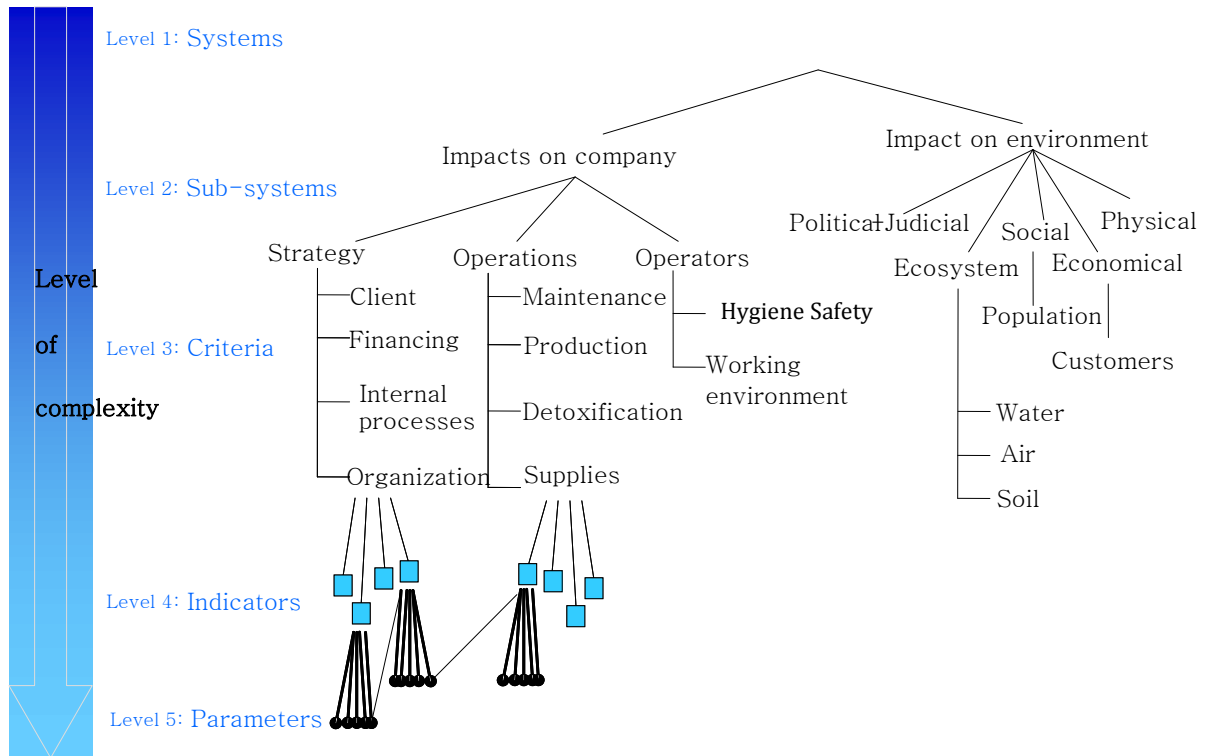 Level 1: Systems
Impact on environment
Impacts on company
Level 2: Sub-systems
Political-Judicial
Social
Physical
Strategy
Operations
Operators
Ecosystem
Economical
Level
of
complexity
Client
Maintenance
Hygiene Safety
Population
Financing
Production
Level 3: Criteria
Customers
Working
environment
Internal
processes
Detoxification
Water
Air
Organization
Supplies
Soil
Level 4: Indicators
Level 5: Parameters